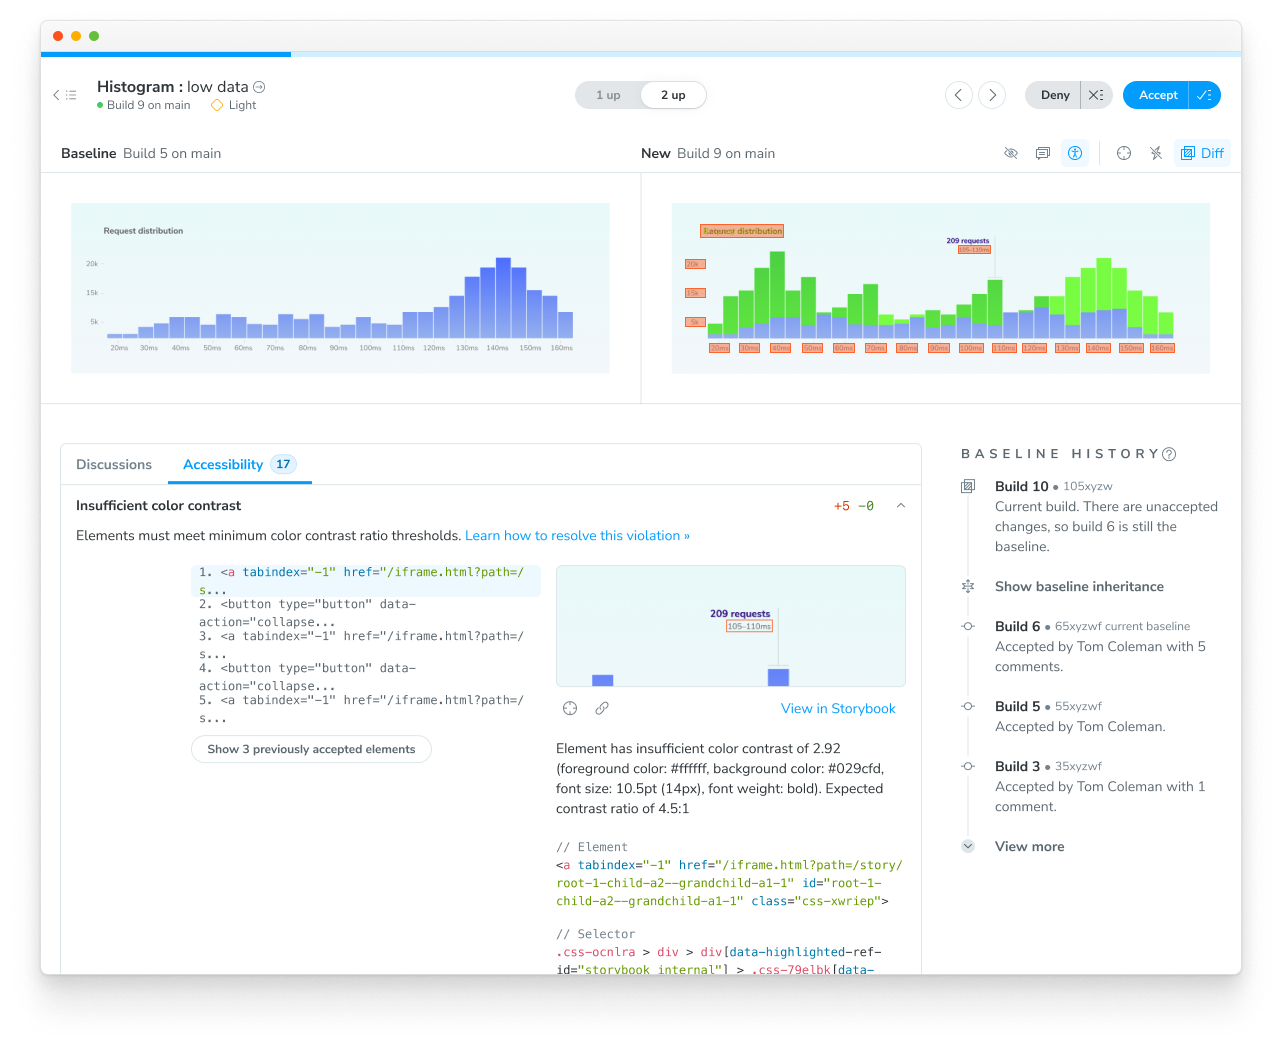 Histogram : low data
Build 9 on main Light
1 up 2 up
Deny
Accept
Baseline Build 5 on main
New Build 9 on main
Diff
Request distribution
20k
15k
5k
20ms 30ms 40ms 50ms 60ms 70ms 80ms 90ms 100ms 110ms 120ms 130ms 140ms 150ms 160ms
distribution
209 requests
105–110ms
20k
15k
5k
20ms 30ms 40ms 50ms 60ms 70ms 80ms 90ms 100ms 110ms 120ms 130ms 140ms 150ms 160ms
Discussions Accessibility 17
Insufficient color contrast +5 −0
Elements must meet minimum color contrast ratio thresholds. Learn how to resolve this violation »
1. <a tabindex="-1" href="/iframe.html?path=/
s...
2. <button type="button" data-
action="collapse...
3. <a tabindex="-1" href="/iframe.html?path=/
s...
4. <button type="button" data-
action="collapse...
5. <a tabindex="-1" href="/iframe.html?path=/
s...
Show 3 previously accepted elements
209 requests
105–110ms
View in Storybook
Element has insufficient color contrast of 2.92
(foreground color: #ffffff, background color: #029cfd,
font size: 10.5pt (14px), font weight: bold). Expected
contrast ratio of 4.5:1
// Element
<a tabindex="-1" href="/iframe.html?path=/story/
root-1-child-a2--grandchild-a1-1" id="root-1-
child-a2--grandchild-a1-1" class="css-xwriep">
// Selector
.css-ocnlra > div > div[data-highlighted-ref-
id="storybook_internal"] > .css-79elbk[data-
BASELINE HISTORY
Build 10 • 105xyzw
Current build. There are unaccepted
changes, so build 6 is still the
baseline.
Show baseline inheritance
Build 6 • 65xyzwf current baseline
Accepted by Tom Coleman with 5
comments.
Build 5 • 55xyzwf
Accepted by Tom Coleman.
Build 3 • 35xyzwf
Accepted by Tom Coleman with 1
comment.
View more